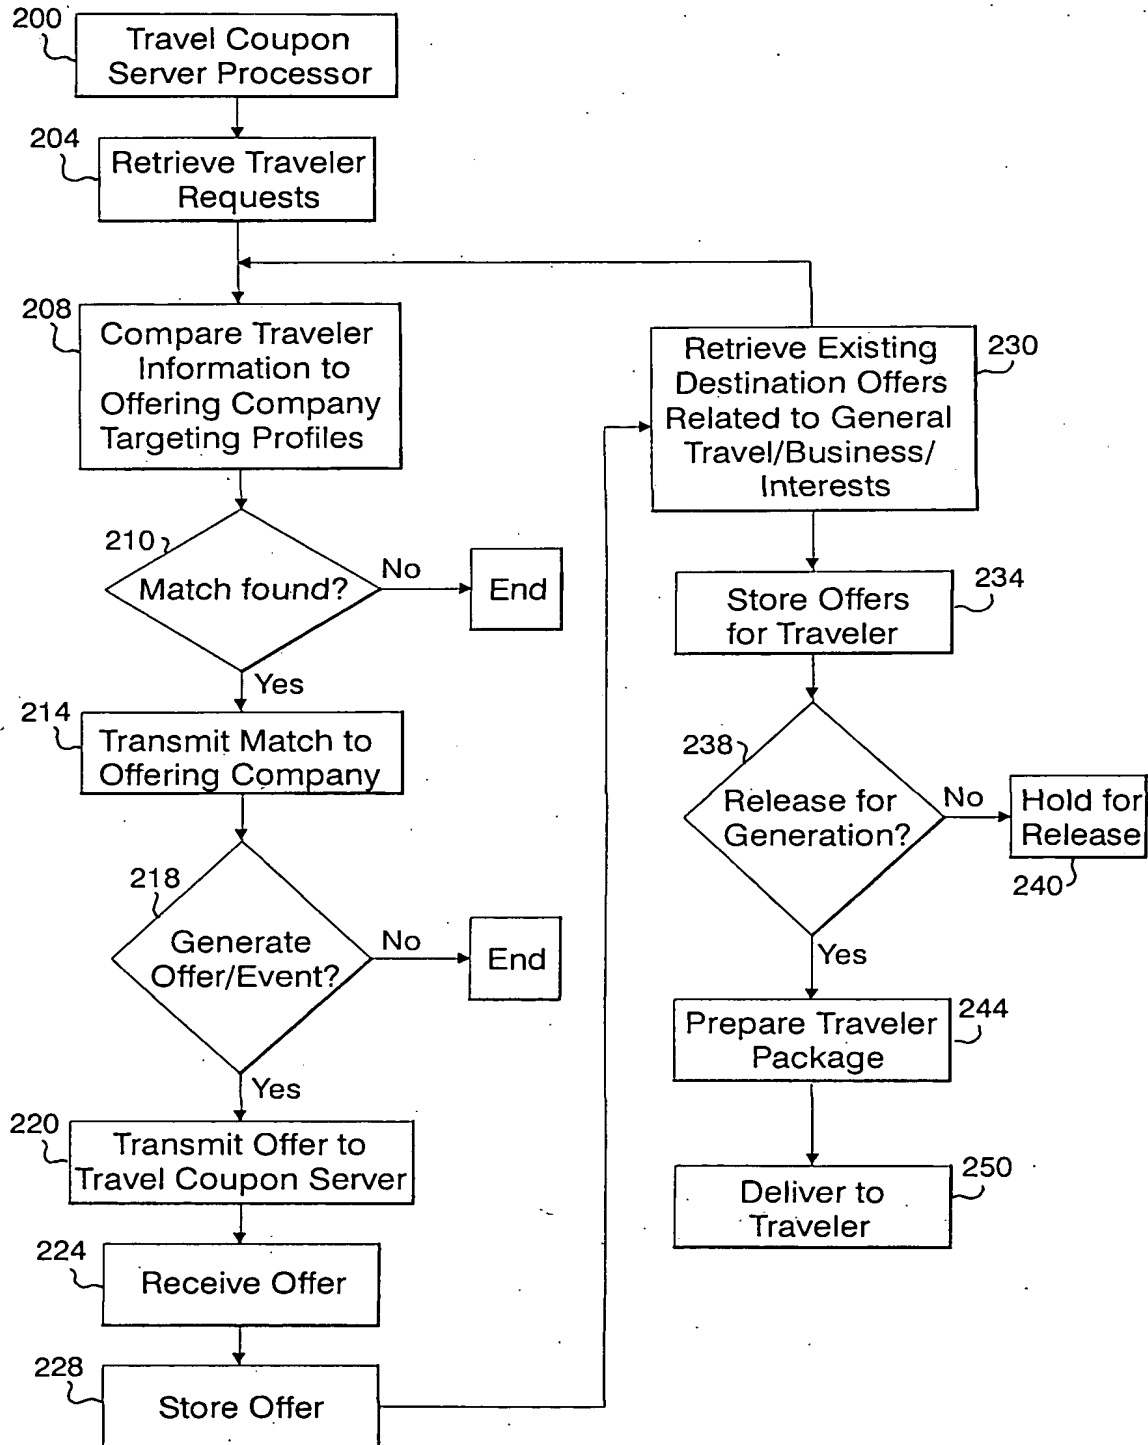 200
Travel Coupon
Server Processor
204
Retrieve Traveler
Requests
208
Compare Traveler
Information to
Offering Company
Targeting Profiles
210
Match found?
No
End
Yes
214
Transmit Match to
Offering Company
218
Generate
Offer/Event?
No
End
Yes
220
Transmit Offer to
Travel Coupon Server
224
Receive Offer
228
Store Offer
Retrieve Existing
Destination Offers
Related to General
Travel/Business/
Interests
230
Store Offers
for Traveler
234
238
Release for
Generation?
No
Hold for
Release
240
Yes
Prepare Traveler
Package
244
Deliver to
Traveler
250